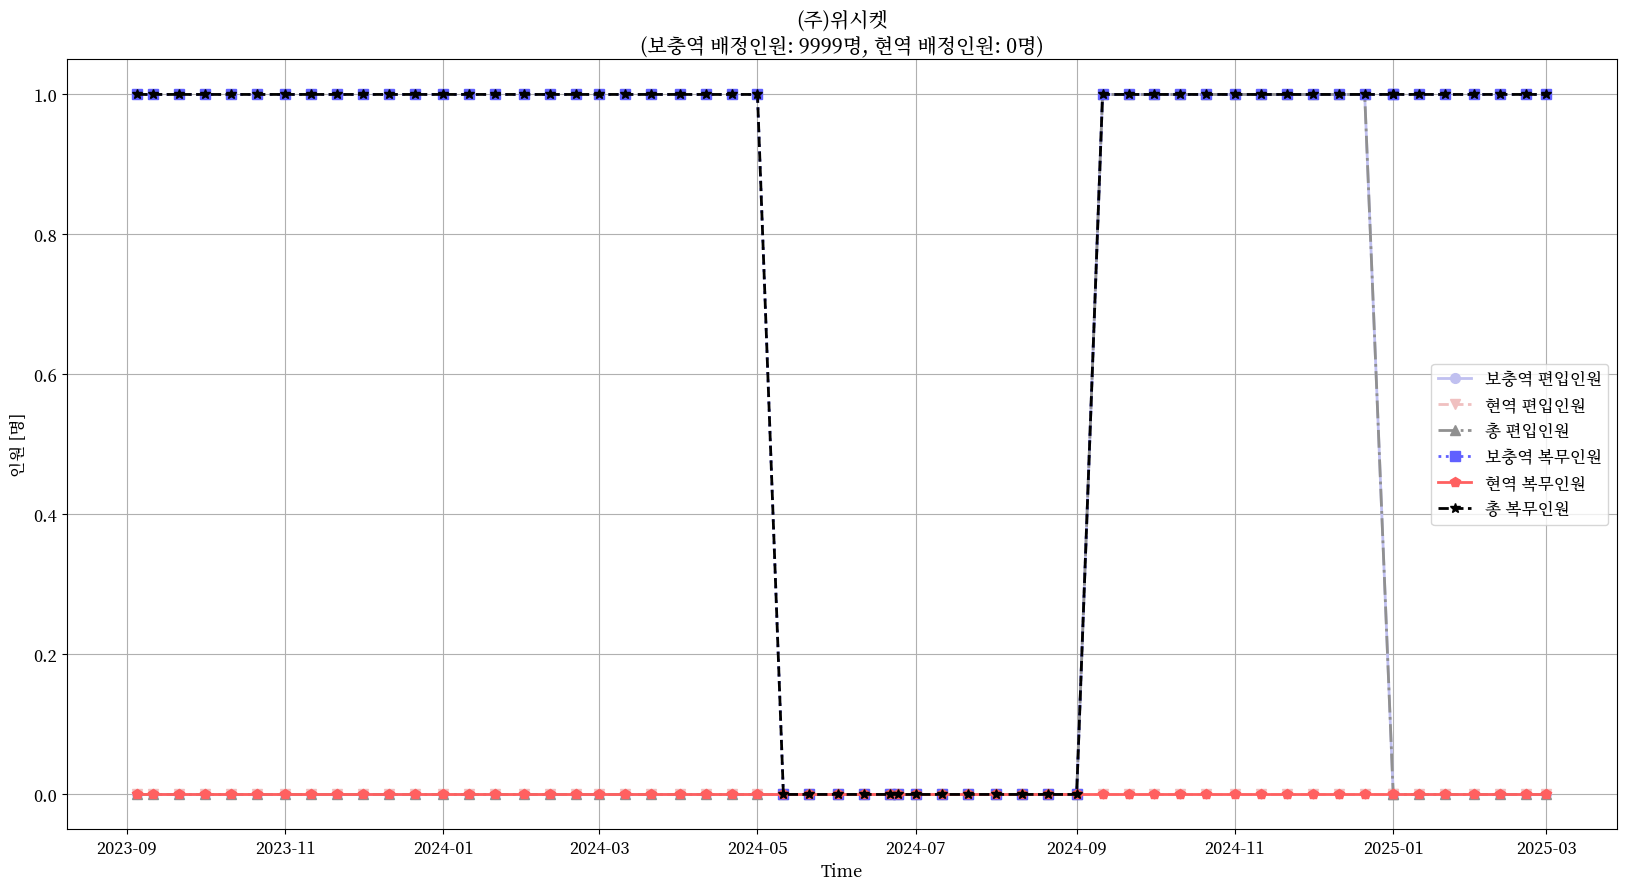 (주)위시켓
(보충역 배정인원: 9999명, 현역 배정인원: 0명)
1.0
0.8
0.6
0.4
0.2
0.0
인원 [명]
보충역 편입인원
현역 편입인원
총 편입인원
보충역 복무인원
현역 복무인원
총 복무인원
2023-09
2023-11
2024-01
2024-03
2024-05
2024-07
2024-09
2024-11
2025-01
2025-03
Time